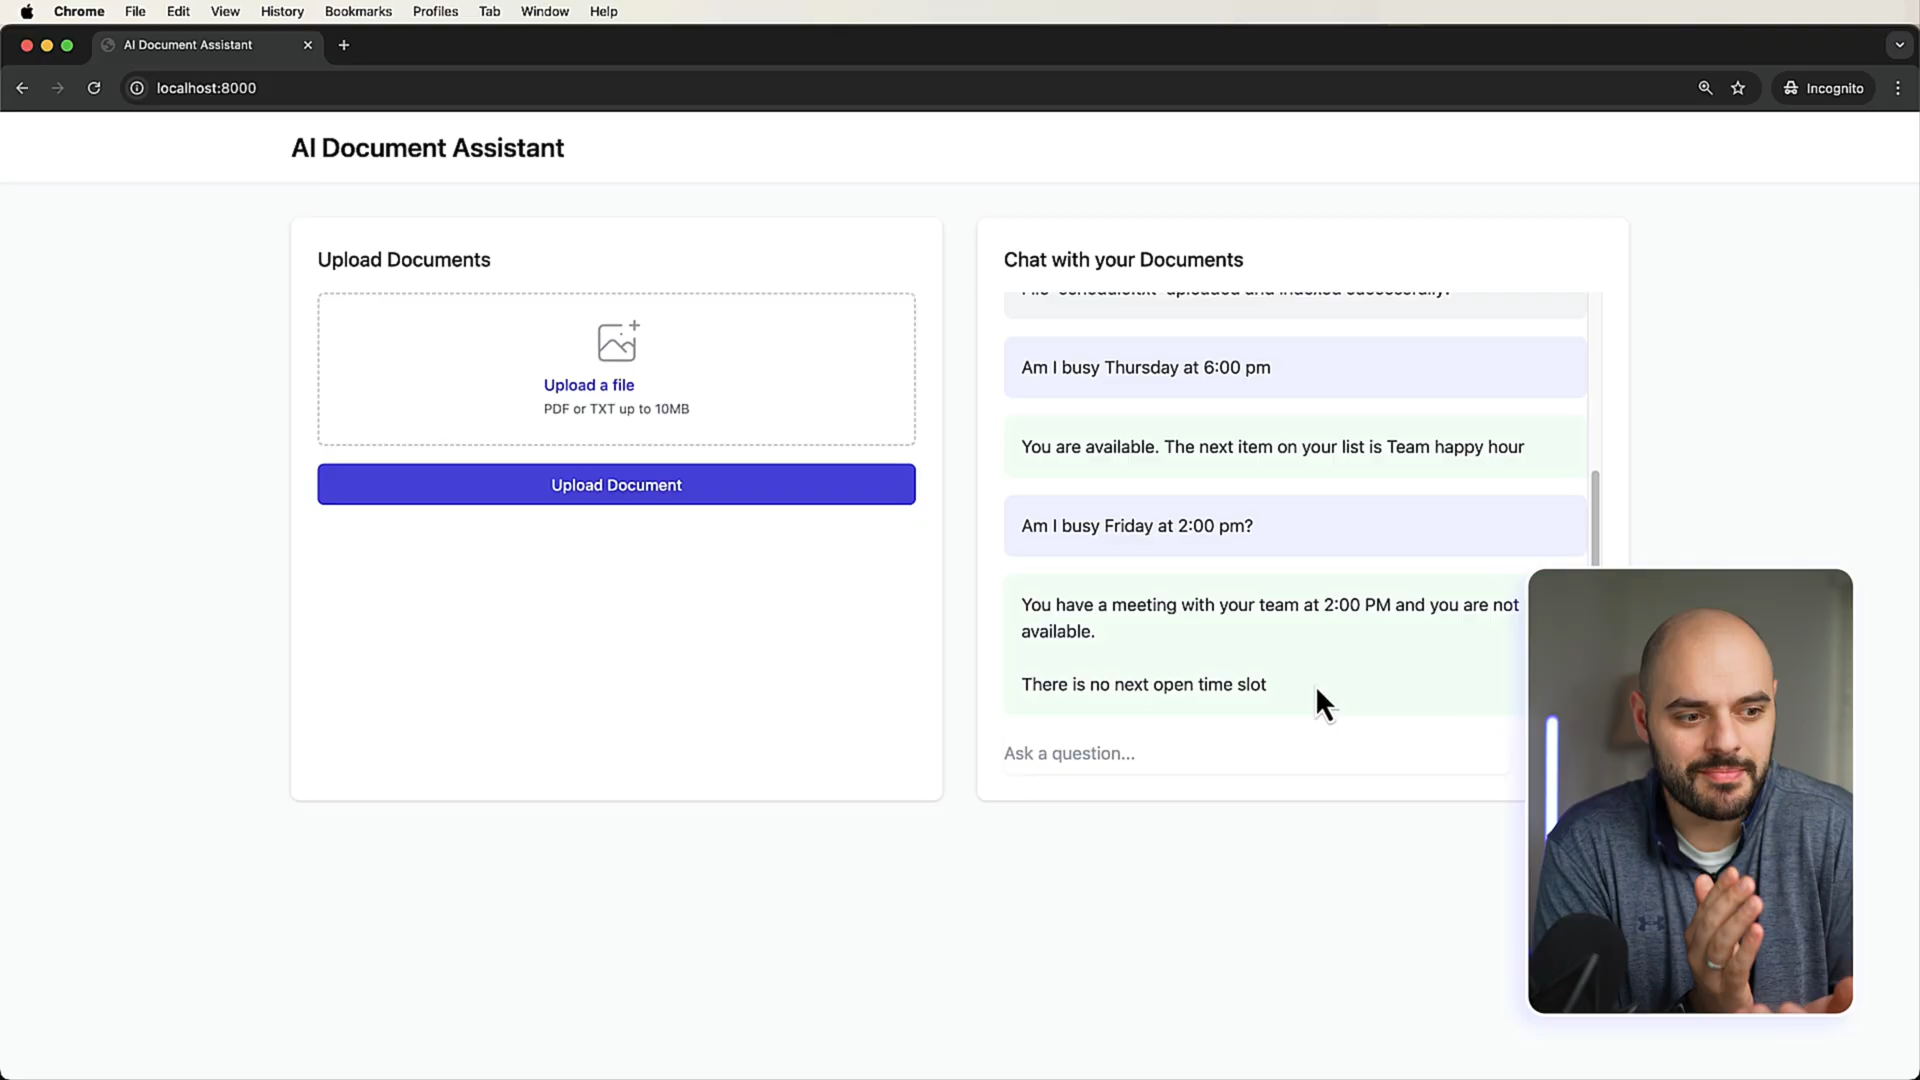 Chrome File Edit View History Bookmarks Profiles Tab Window Help
AI Document Assistant
localhost:8000
Incognito
AI Document Assistant
Upload Documents
Upload a file
PDF or TXT up to 10MB
Upload Document
Chat with your Documents
uploaded and indexed successfully.
Am I busy Thursday at 6:00 pm
You are available. The next item on your list is Team happy hour
Am I busy Friday at 2:00 pm?
You have a meeting with your team at 2:00 PM and you are not
available.
There is no next open time slot
Ask a question...